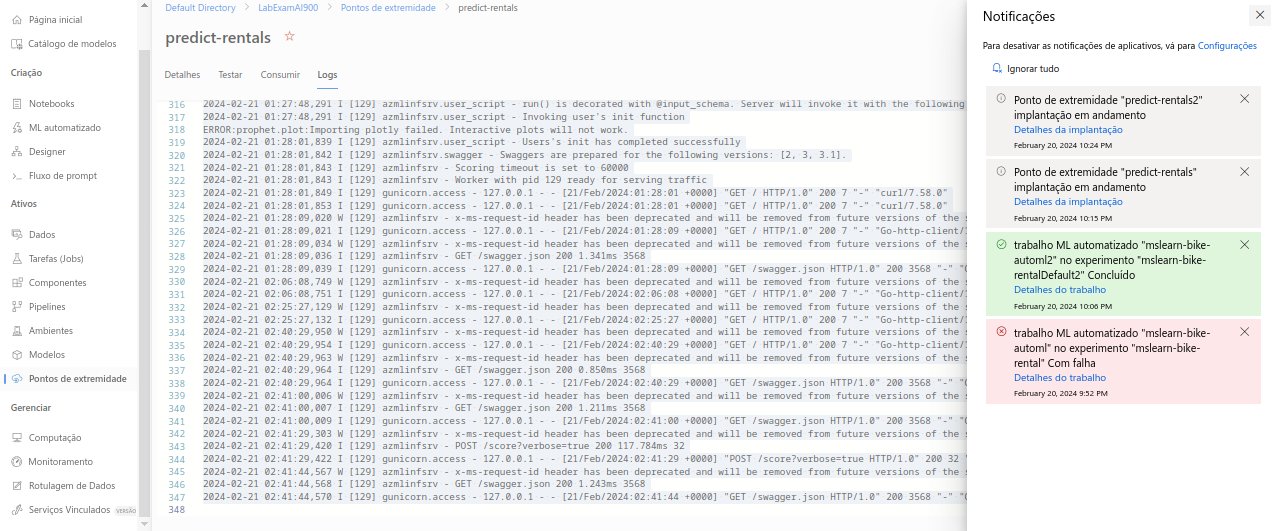 Página inicial
Catálogo de modelos
Criação
Notebooks
ML automatizado
Designer
Fluxo de prompt
Ativos
Dados
Tarefas (Jobs)
Componentes
Pipelines
Ambientes
Modelos
Pontos de extremidade
Gerenciar
Computação
Monitoramento
Rotulagem de Dados
Serviços Vinculados VERSÃO
Default Directory > LabExamAI900 > Pontos de extremidade > predict-rentals
predict-rentals
Detalhes Testar Consumir Logs
316 2024-02-21 01:27:48,291 I [129] azmlinfsrv.user_script - run() is decorated with @input_schema. Server will invoke it with the following
317 2024-02-21 01:27:48,291 I [129] azmlinfsrv.user_script - Invoking user's init function
318 ERROR:prophet.plot:Importing plotly failed. Interactive plots will not work.
319 2024-02-21 01:28:01,839 I [129] azmlinfsrv.user_script - Users's init has completed successfully
320 2024-02-21 01:28:01,842 I [129] azmlinfsrv.swagger - Swaggers are prepared for the following versions: [2, 3, 3.1].
321 2024-02-21 01:28:01,843 I [129] azmlinfsrv - Scoring timeout is set to 60000
322 2024-02-21 01:28:01,843 I [129] azmlinfsrv - Worker with pid 129 ready for serving traffic
323 2024-02-21 01:28:01,849 I [129] gunicorn.access - 127.0.0.1 - - [21/Feb/2024:01:28:01 +0000] "GET / HTTP/1.0" 200 7 "-" "curl/7.58.0"
324 2024-02-21 01:28:01,853 I [129] gunicorn.access - 127.0.0.1 - - [21/Feb/2024:01:28:01 +0000] "GET / HTTP/1.0" 200 7 "-" "curl/7.58.0"
325 2024-02-21 01:28:09,020 W [129] azmlinfsrv - x-ms-request-id header has been deprecated and will be removed from future versions of the s
326 2024-02-21 01:28:09,021 I [129] gunicorn.access - 127.0.0.1 - - [21/Feb/2024:01:28:09 +0000] "GET / HTTP/1.0" 200 7 "-" "Go-http-client/
327 2024-02-21 01:28:09,034 W [129] azmlinfsrv - x-ms-request-id header has been deprecated and will be removed from future versions of the s
328 2024-02-21 01:28:09,036 I [129] azmlinfsrv - GET /swagger.json 200 1.341ms 3568
329 2024-02-21 01:28:09,039 I [129] gunicorn.access - 127.0.0.1 - - [21/Feb/2024:01:28:09 +0000] "GET /swagger.json HTTP/1.0" 200 3568 "-" "G
330 2024-02-21 02:06:08,749 W [129] azmlinfsrv - x-ms-request-id header has been deprecated and will be removed from future versions of the s
331 2024-02-21 02:06:08,751 I [129] gunicorn.access - 127.0.0.1 - - [21/Feb/2024:02:06:08 +0000] "GET / HTTP/1.0" 200 7 "-" "Go-http-client/
332 2024-02-21 02:25:27,129 W [129] azmlinfsrv - x-ms-request-id header has been deprecated and will be removed from future versions of the s
333 2024-02-21 02:25:27,132 I [129] gunicorn.access - 127.0.0.1 - - [21/Feb/2024:02:25:27 +0000] "GET / HTTP/1.0" 200 7 "-" "Go-http-client/
334 2024-02-21 02:40:29,950 W [129] azmlinfsrv - x-ms-request-id header has been deprecated and will be removed from future versions of the s
335 2024-02-21 02:40:29,954 I [129] gunicorn.access - 127.0.0.1 - - [21/Feb/2024:02:40:29 +0000] "GET / HTTP/1.0" 200 7 "-" "Go-http-client/
336 2024-02-21 02:40:29,963 W [129] azmlinfsrv - x-ms-request-id header has been deprecated and will be removed from future versions of the s
337 2024-02-21 02:40:29,964 I [129] azmlinfsrv - GET /swagger.json 200 0.850ms 3568
338 2024-02-21 02:40:29,964 I [129] gunicorn.access - 127.0.0.1 - - [21/Feb/2024:02:40:29 +0000] "GET /swagger.json HTTP/1.0" 200 3568 "-" "G
339 2024-02-21 02:41:00,006 W [129] azmlinfsrv - x-ms-request-id header has been deprecated and will be removed from future versions of the s
340 2024-02-21 02:41:00,007 I [129] azmlinfsrv - GET /swagger.json 200 1.211ms 3568
341 2024-02-21 02:41:00,009 I [129] gunicorn.access - 127.0.0.1 - - [21/Feb/2024:02:41:00 +0000] "GET /swagger.json HTTP/1.0" 200 3568 "-" "G
342 2024-02-21 02:41:29,303 W [129] azmlinfsrv - x-ms-request-id header has been deprecated and will be removed from future versions of the s
343 2024-02-21 02:41:29,420 I [129] azmlinfsrv - POST /score?verbose=true 200 117.784ms 32
344 2024-02-21 02:41:29,422 I [129] gunicorn.access - 127.0.0.1 - - [21/Feb/2024:02:41:29 +0000] "POST /score?verbose=true HTTP/1.0" 200 32 "
345 2024-02-21 02:41:44,567 W [129] azmlinfsrv - x-ms-request-id header has been deprecated and will be removed from future versions of the s
346 2024-02-21 02:41:44,568 I [129] azmlinfsrv - GET /swagger.json 200 1.243ms 3568
347 2024-02-21 02:41:44,570 I [129] gunicorn.access - 127.0.0.1 - - [21/Feb/2024:02:41:44 +0000] "GET /swagger.json HTTP/1.0" 200 3568 "-" "G
348
Notificações
Para desativar as notificações de aplicativos, vá para Configurações
Ignorar tudo
Ponto de extremidade "predict-rentals2"
implantação em andamento
Detalhes da implantação
February 20, 2024 10:24 PM
Ponto de extremidade "predict-rentals"
implantação em andamento
Detalhes da implantação
February 20, 2024 10:15 PM
trabalho ML automatizado "mslearn-bike-
automl2" no experimento "mslearn-bike-
rentalDefault2" Concluído
Detalhes do trabalho
February 20, 2024 10:06 PM
trabalho ML automatizado "mslearn-bike-
automl" no experimento "mslearn-bike-
rental" Com falha
Detalhes do trabalho
February 20, 2024 9:52 PM